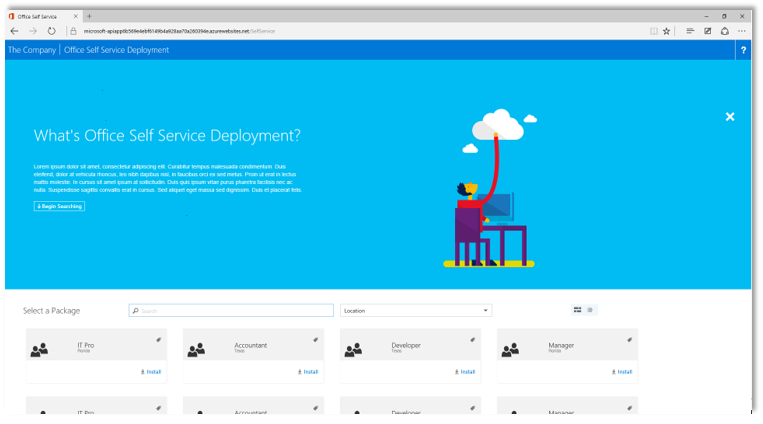 Office Self Service
microsoft-apiapp6b569e4ebf6149b4a928aa70a260394e.azurewebsites.net/SelfService
The Company | Office Self Service Deployment
?
What's Office Self Service Deployment?
Lorem ipsum dolor sit amet, consectetur adipiscing elit. Curabitur tempus malesuada condimentum. Duis
eleifend, dolor at vehicula rhoncus, leo nibh dapibus nisl, in faucibus orci ex sed metus. Proin ut erat in lectus
mattis molestie. In cursus sit amet ipsum at sollicitudin. Duis quis ipsum vitae purus pharetra facilisis nec ac
nulla. Suspendisse sagittis convallis erat in cursus. Sed aliquet eget massa sed dignissim. Duis et placerat felis.
Begin Searching
Select a Package
Search
Location
IT Pro
Florida
Install
Accountant
Texas
Install
Developer
Texas
Install
Manager
Florida
Install
IT Pro
Accountant
Developer
Manager